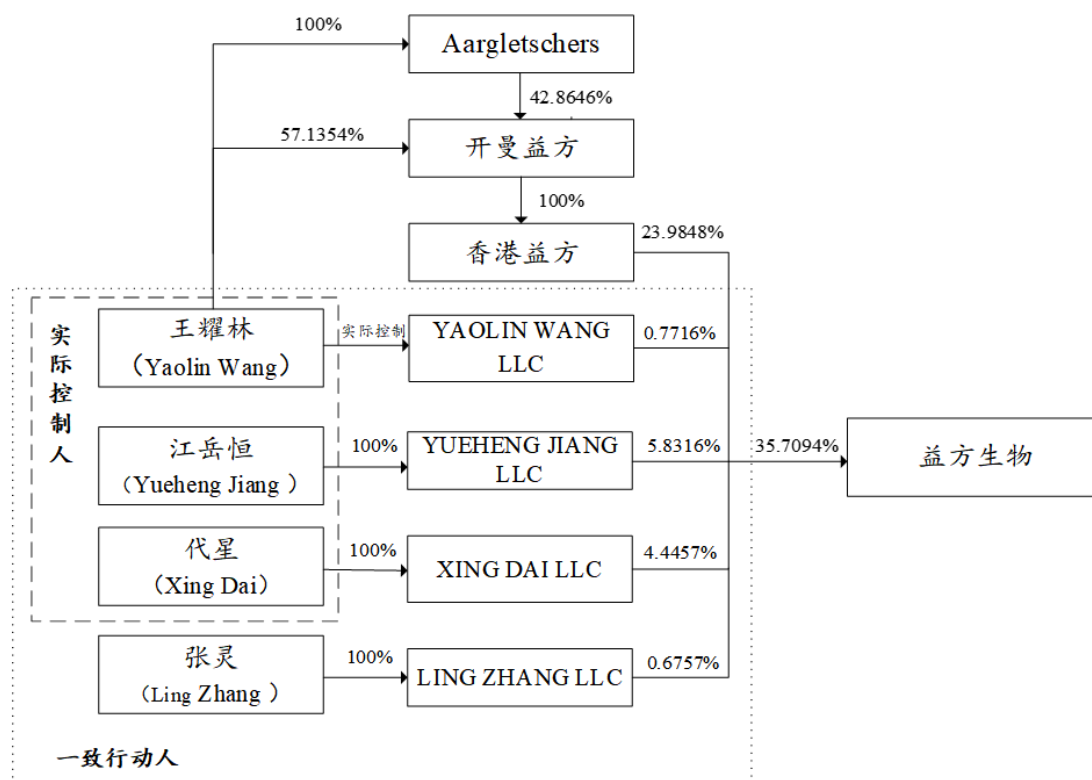 100%
Aargletschers
42.8646%
57.1354%
开曼益方
100%
香港益方
23.9848%
实际控制人
王耀林
（Yaolin Wang）
实际控制
YAOLIN WANG
LLC
0.7716%
江岳恒
（Yueheng Jiang ）
100%
YUEHENG JIANG
LLC
5.8316%
35.7094%
益方生物
代星
（Xing Dai）
100%
XING DAI LLC
4.4457%
张灵
（Ling Zhang ）
100%
LING ZHANG LLC
0.6757%
一致行动人